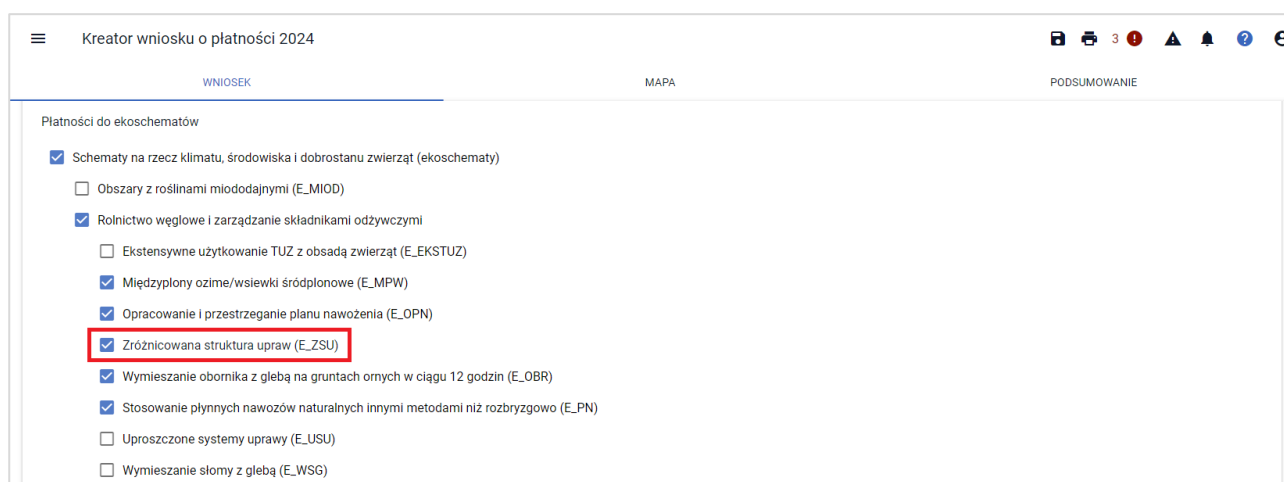 Kreator wniosku o płatności 2024
3
WNIOSEK MAPA PODSUMOWANIE
Płatności do ekoschematów
Schematy na rzecz klimatu, środowiska i dobrostanu zwierząt (ekoschematy)
Obszary z roślinami miododajnymi (E_MIOD)
Rolnictwo węglowe i zarządzanie składnikami odżywczymi
Ekstensywne użytkowanie TUZ z obsadą zwierząt (E_EKSTUZ)
Międzyplony ozime/wsiewki śródplonowe (E_MPW)
Opracowanie i przestrzeganie planu nawożenia (E_OPN)
Zróżnicowana struktura upraw (E_ZSU)
Wymieszanie obornika z glebą na gruntach ornych w ciągu 12 godzin (E_OBR)
Stosowanie płynnych nawozów naturalnych innymi metodami niż rozbryzgowo (E_PN)
Uproszczone systemy uprawy (E_USU)
Wymieszanie słomy z glebą (E_WSG)